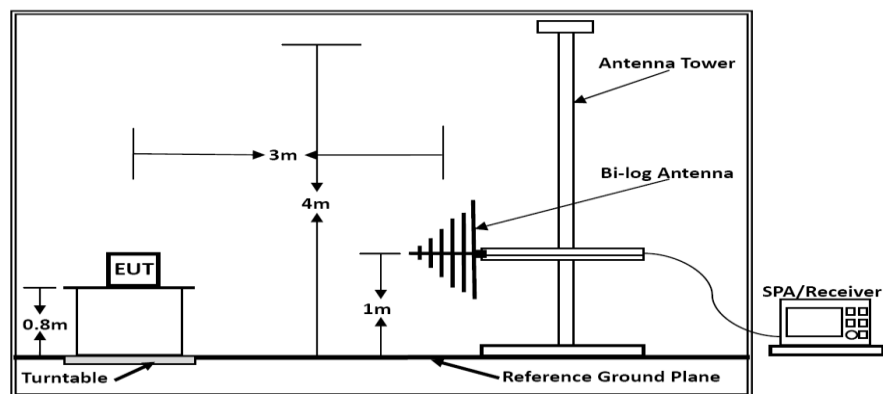 Antenna Tower
3m
Bi-log Antenna
4m
EUT
1m
SPA/Receiver
0.8m
Turntable
Reference Ground Plane